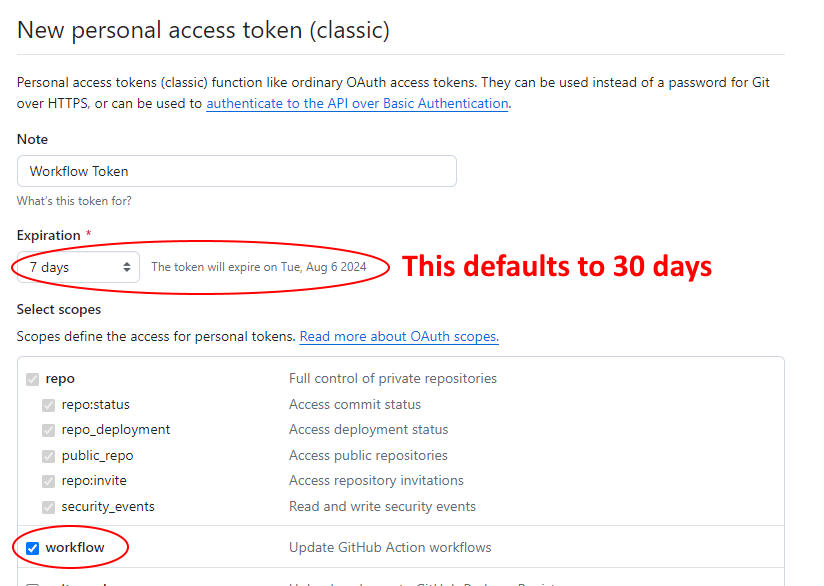 New personal access token (classic)
Personal access tokens (classic) function like ordinary OAuth access tokens. They can be used instead of a password for Git
over HTTPS, or can be used to authenticate to the API over Basic Authentication.
Note
Workflow Token
What's this token for?
Expiration *
7 days The token will expire on Tue, Aug 6 2024 This defaults to 30 days
Select scopes
Scopes define the access for personal tokens. Read more about OAuth scopes.
repo Full control of private repositories
repo:status Access commit status
repo_deployment Access deployment status
public_repo Access public repositories
repo:invite Access repository invitations
security_events Read and write security events
workflow Update GitHub Action workflows